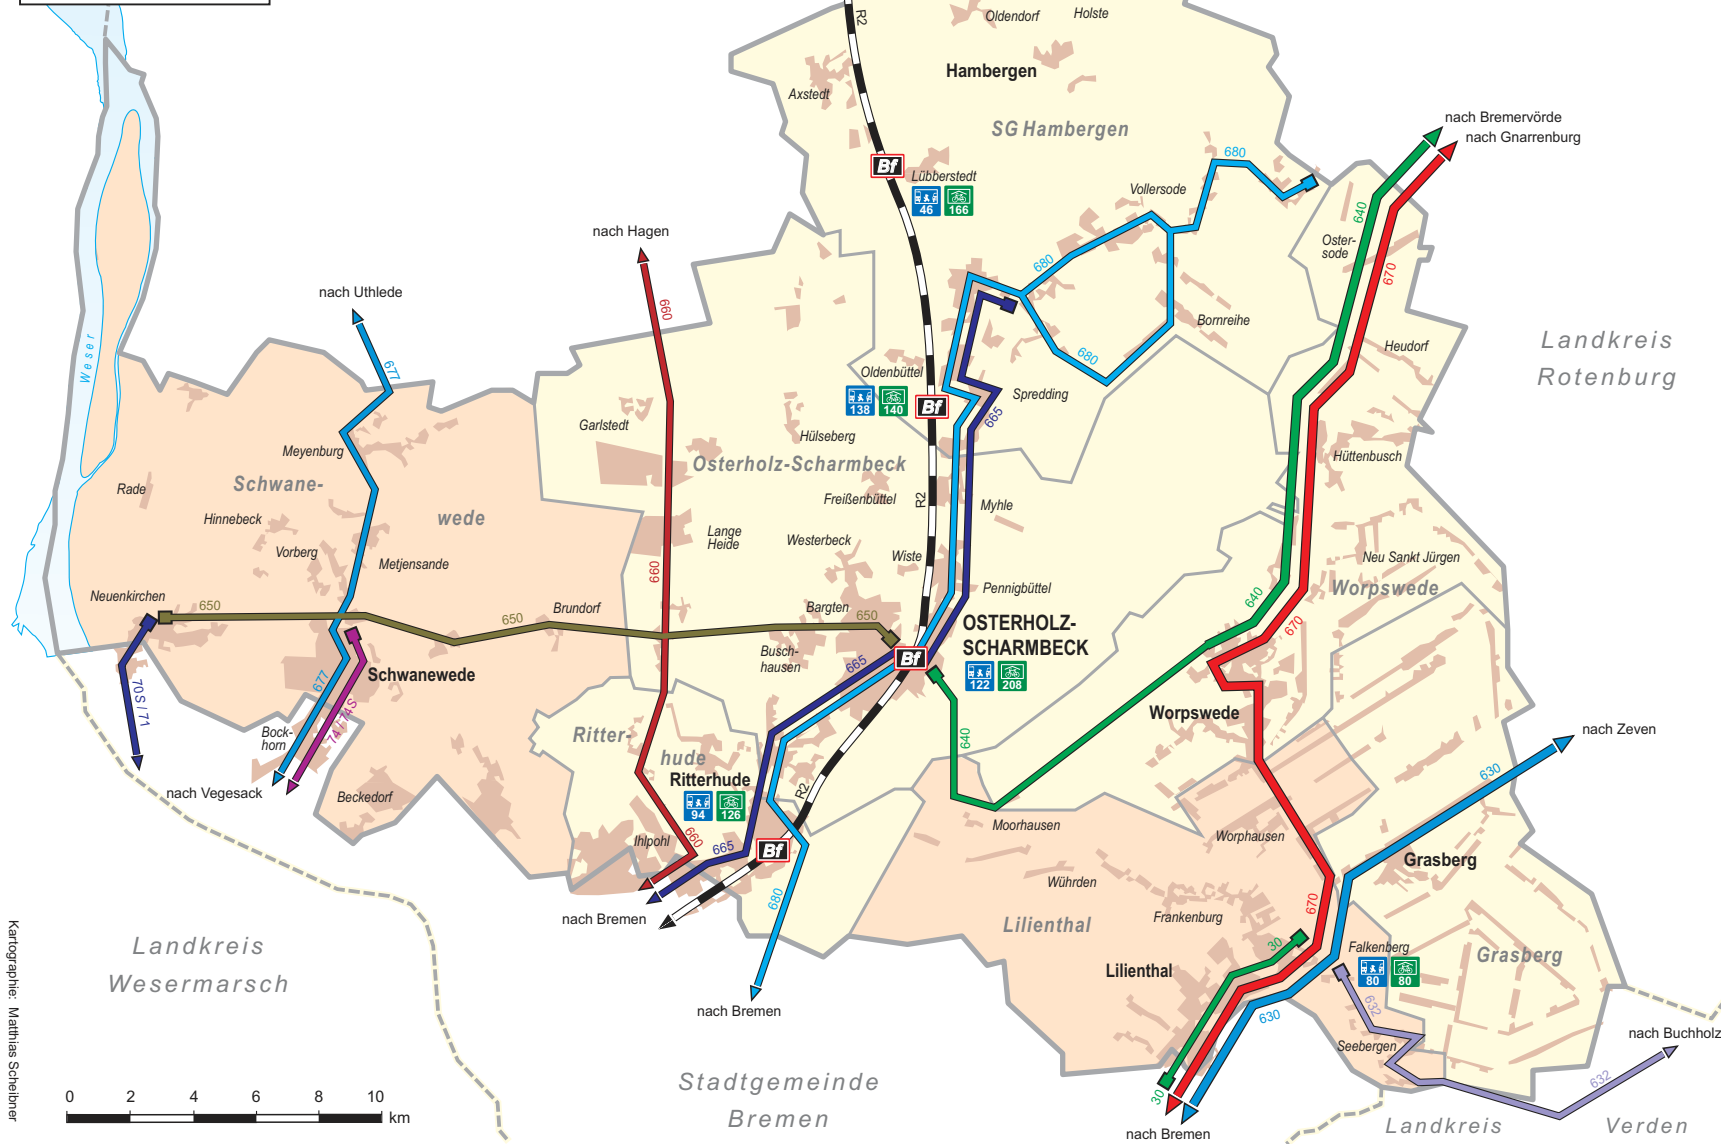 R2
Oldendorf
Holste
Hambergen
Axstedt
SG Hambergen
nach Bremervörde
nach Gnarrenburg
Bf
Lübberstedt
46
166
680
Vollersode
640
Oster-
sode
670
nach Hagen
660
680
nach Uthlede
Bornreihe
Weser
677
Landkreis
Rotenburg
Heudorf
680
Oldenbüttel
138
140
Bf
Spredding
665
Garlstedt
Hülseberg
Meyenburg
Hüttenbusch
Osterholz-Scharmbeck
Schwane-
wede
Rade
Freißenbüttel
R2
Myhle
Hinnebeck
Lange
Heide
Westerbeck
Vorberg
Metjensande
Wiste
Neu Sankt Jürgen
Worpswede
660
Pennigbüttel
Neuenkirchen
650
650
Brundorf
Bargten
650
640
670
OSTERHOLZ-
SCHARMBECK
Busch-
hausen
665
Bf
122
208
Schwanewede
677
70S / 71
74 / 74S
Worpswede
Bock-
horn
Ritter-
hude
640
nach Zeven
630
Ritterhude
94
126
nach Vegesack
Beckedorf
R2
Moorhausen
Worphausen
Ihlpohl
660
665
Bf
Grasberg
Wührden
680
nach Bremen
Frankenburg
670
Lilienthal
30
Falkenberg
80
80
Grasberg
Landkreis
Wesermarsch
Lilienthal
632
630
nach Bremen
Seebergen
nach Buchholz
632
Stadtgemeinde
Bremen
30
nach Bremen
Landkreis
Verden
0
2
4
6
8
10
km
Kartographie: Matthias Scheibner